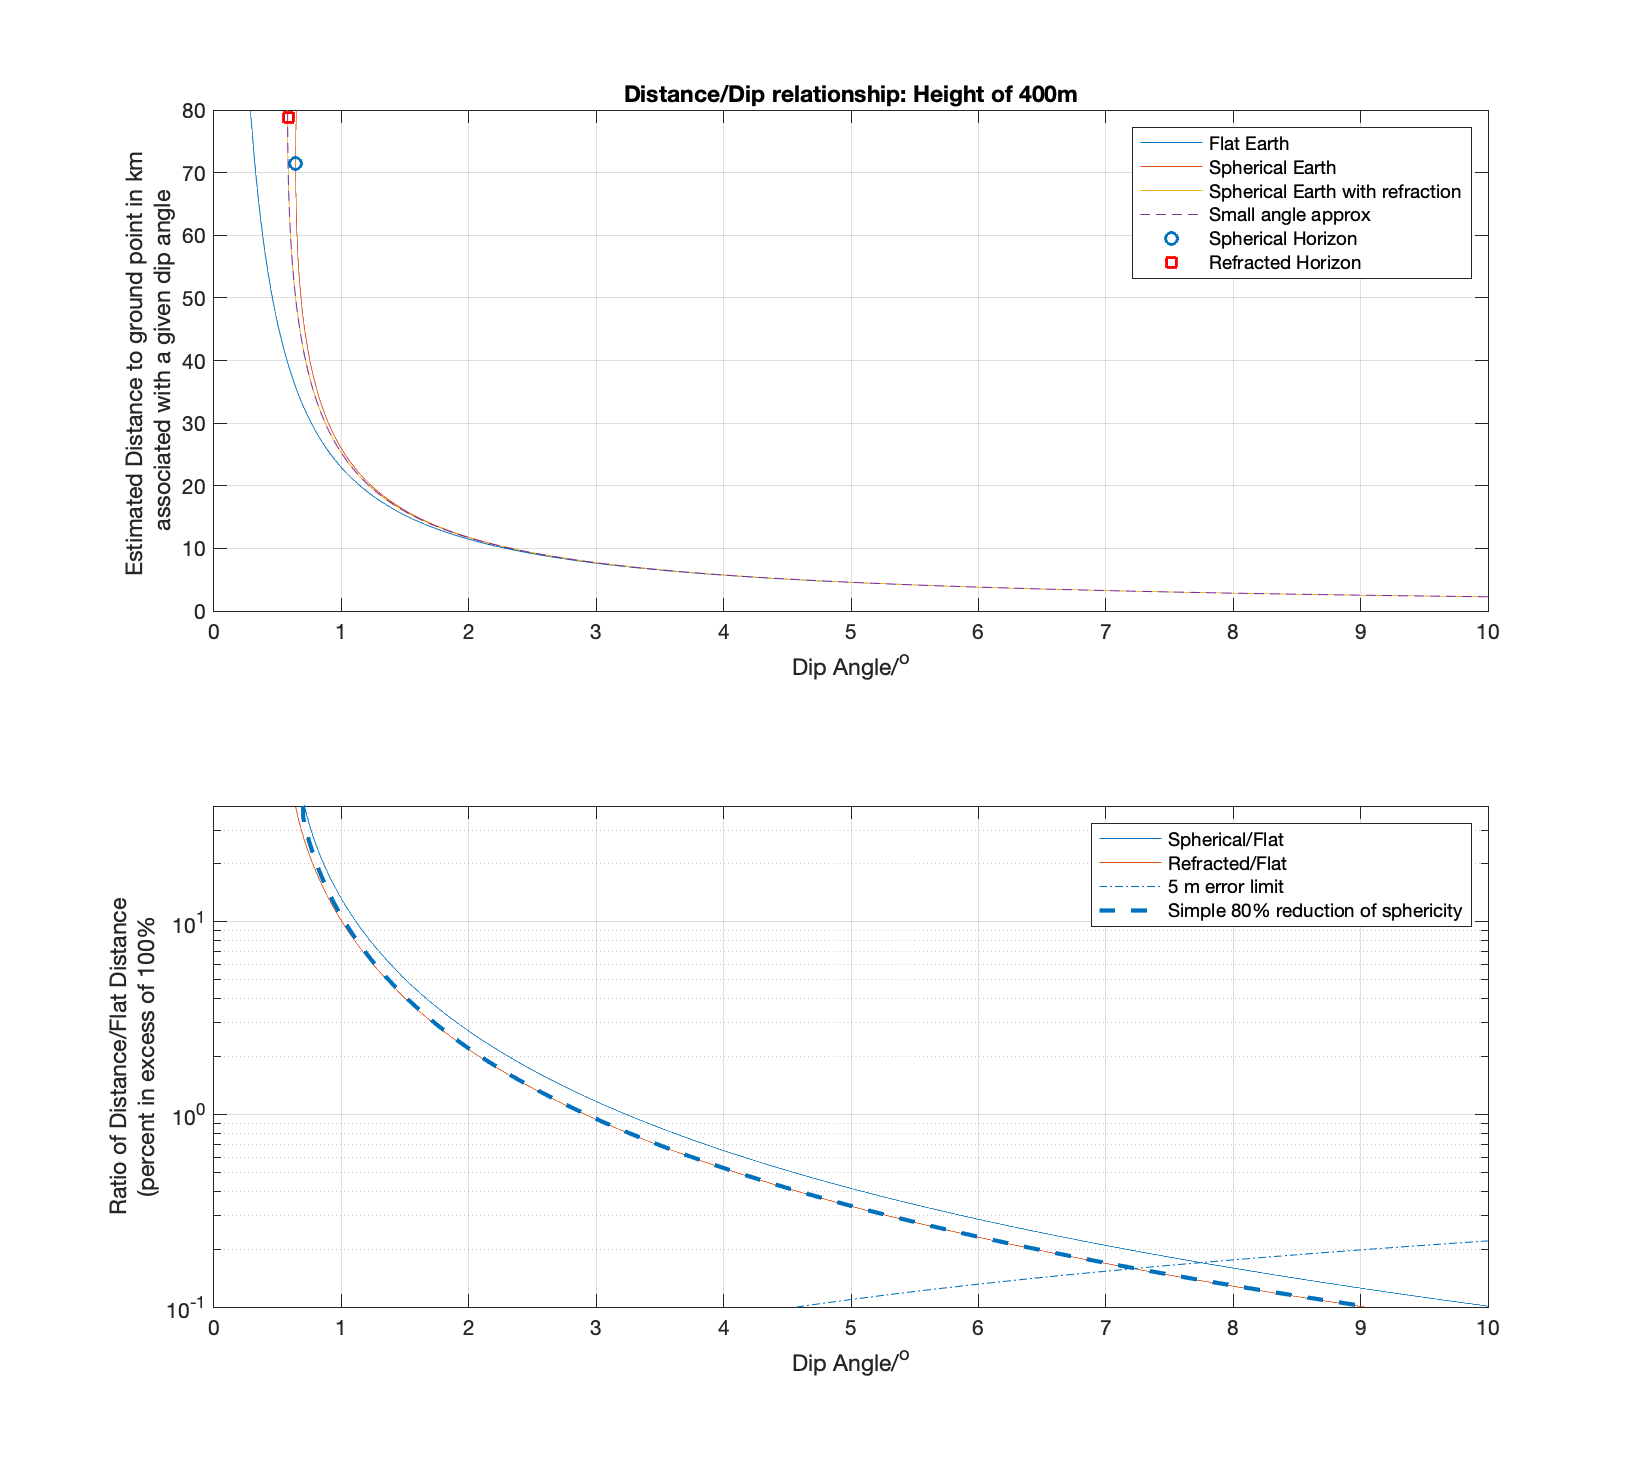 Distance/Dip relationship: Height of 400m
Estimated Distance to ground point in km
associated with a given dip angle
80
70
60
50
40
30
20
10
0
0 1 2 3 4 5 6 7 8 9 10
Dip Angle/°
Flat Earth
Spherical Earth
Spherical Earth with refraction
Small angle approx
Spherical Horizon
Refracted Horizon
Ratio of Distance/Flat Distance
(percent in excess of 100%
10¹
10⁰
10⁻¹
0 1 2 3 4 5 6 7 8 9 10
Dip Angle/°
Spherical/Flat
Refracted/Flat
5 m error limit
Simple 80% reduction of sphericity